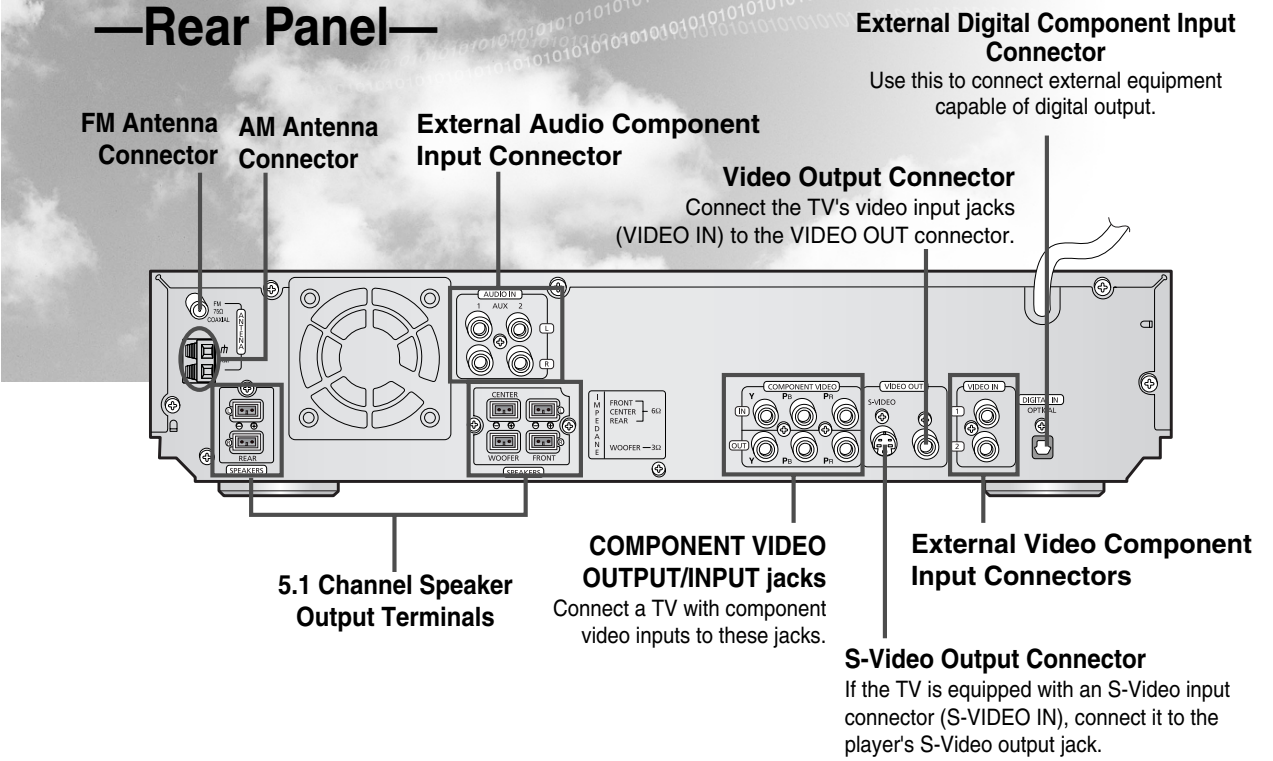 —Rear Panel—
External Digital Component Input
Connector
Use this to connect external equipment
capable of digital output.
FM Antenna
Connector
AM Antenna
Connector
External Audio Component
Input Connector
Video Output Connector
Connect the TV's video input jacks
(VIDEO IN) to the VIDEO OUT connector.
FM
75Ω
COAXIAL
ANTENA
AUDIO IN
1 AUX 2
L
R
CENTER
WOOFER FRONT
SPEAKERS
REAR
SPEAKERS
IMPEDANE
FRONT
CENTER
REAR
6Ω
WOOFER 3Ω
COMPONENT VIDEO
Y PB PR
IN
OUT
Y PB PR
VIDEO OUT
S-VIDEO
VIDEO IN
1
2
DIGITAL IN
OPTICAL
5.1 Channel Speaker
Output Terminals
COMPONENT VIDEO
OUTPUT/INPUT jacks
Connect a TV with component
video inputs to these jacks.
External Video Component
Input Connectors
S-Video Output Connector
If the TV is equipped with an S-Video input
connector (S-VIDEO IN), connect it to the
player's S-Video output jack.